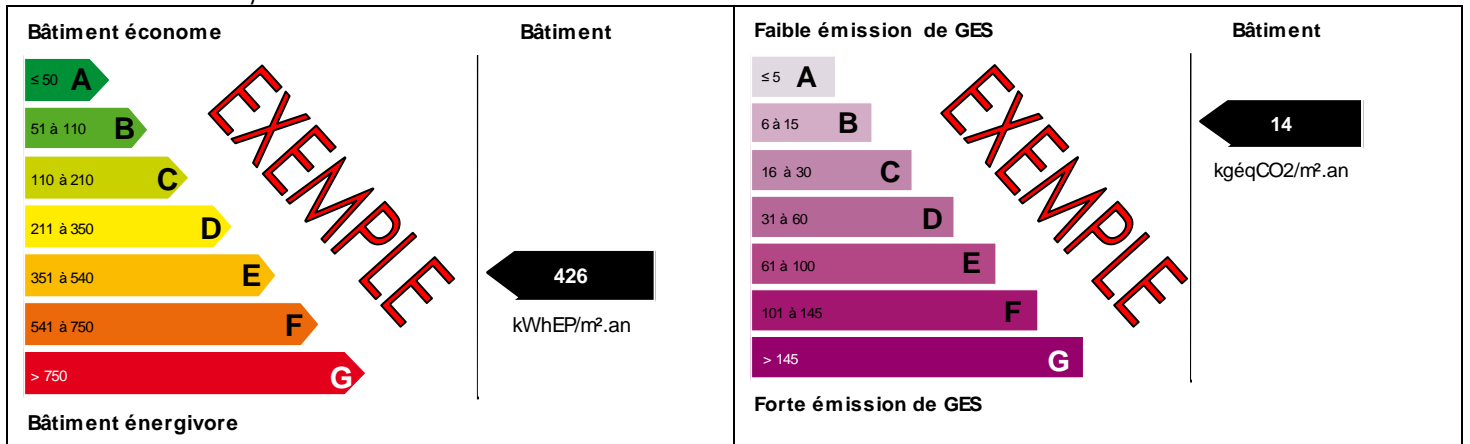 Bâtiment économe
Bâtiment
≤ 50 A
51 à 110 B
110 à 210 C
211 à 350 D
351 à 540 E
541 à 750 F
> 750 G
EXEMPLE
426
kWhEP/m².an
Bâtiment énergivore
Faible émission de GES
Bâtiment
≤ 5 A
6 à 15 B
16 à 30 C
31 à 60 D
61 à 100 E
101 à 145 F
> 145 G
EXEMPLE
14
kgéqCO2/m².an
Forte émission de GES